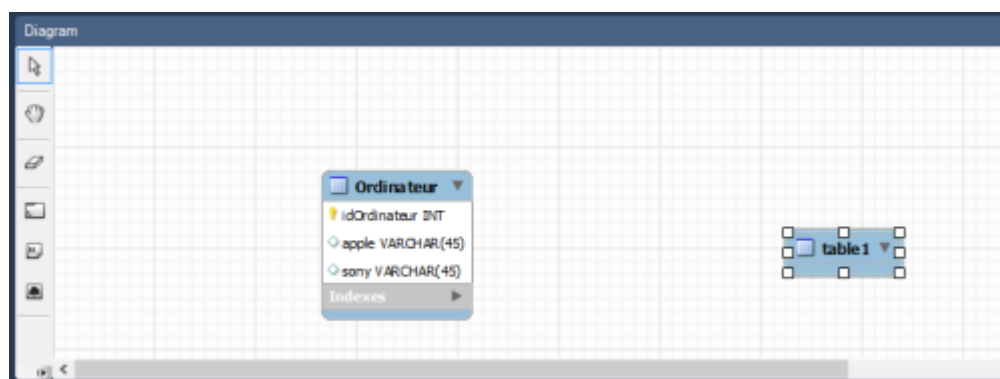 Diagram
Ordinateur
idOrdinateur INT
apple VARCHAR(45)
sony VARCHAR(45)
Indexes
table1